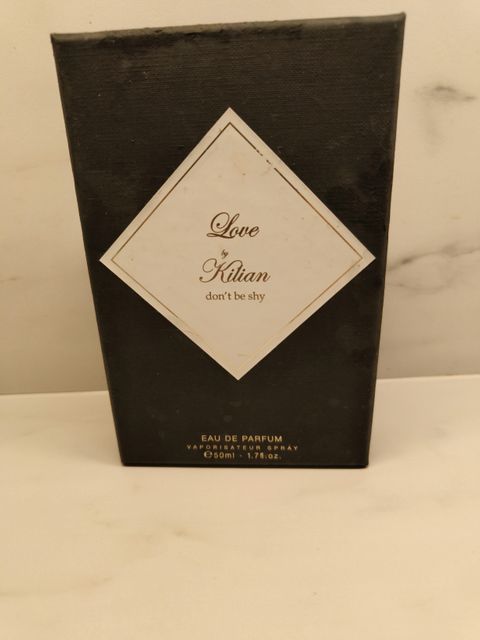 Love
by
Kilian
don't be shy
EAU DE PARFUM
VAPORISATEUR SPRAY
℮50ml - 1.7fl.oz.